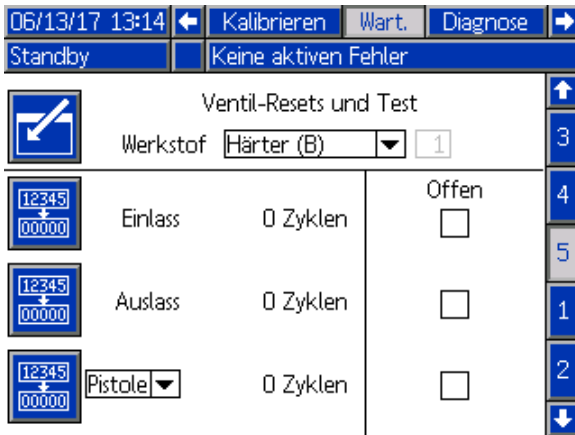 06/13/17 13:14 Kalibrieren Wart. Diagnose
Standby Keine aktiven Fehler
Ventil-Resets und Test
Werkstof Härter (B) 1
3
Offen
4
12345
00000
Einlass 0 Zyklen
5
12345
00000
Auslass 0 Zyklen
1
12345
00000
Pistole 0 Zyklen
2